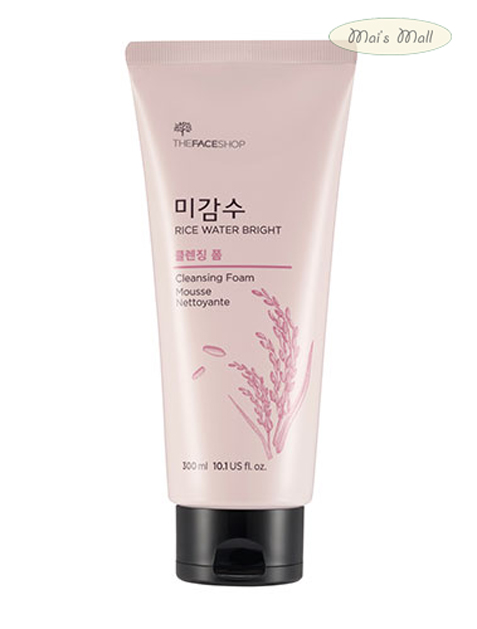 Mai's Mall
THEFACESHOP
미감수
RICE WATER BRIGHT
클렌징 폼
Cleansing Foam
Mousse
Nettoyante
300 ml 10.1 US fl. oz.